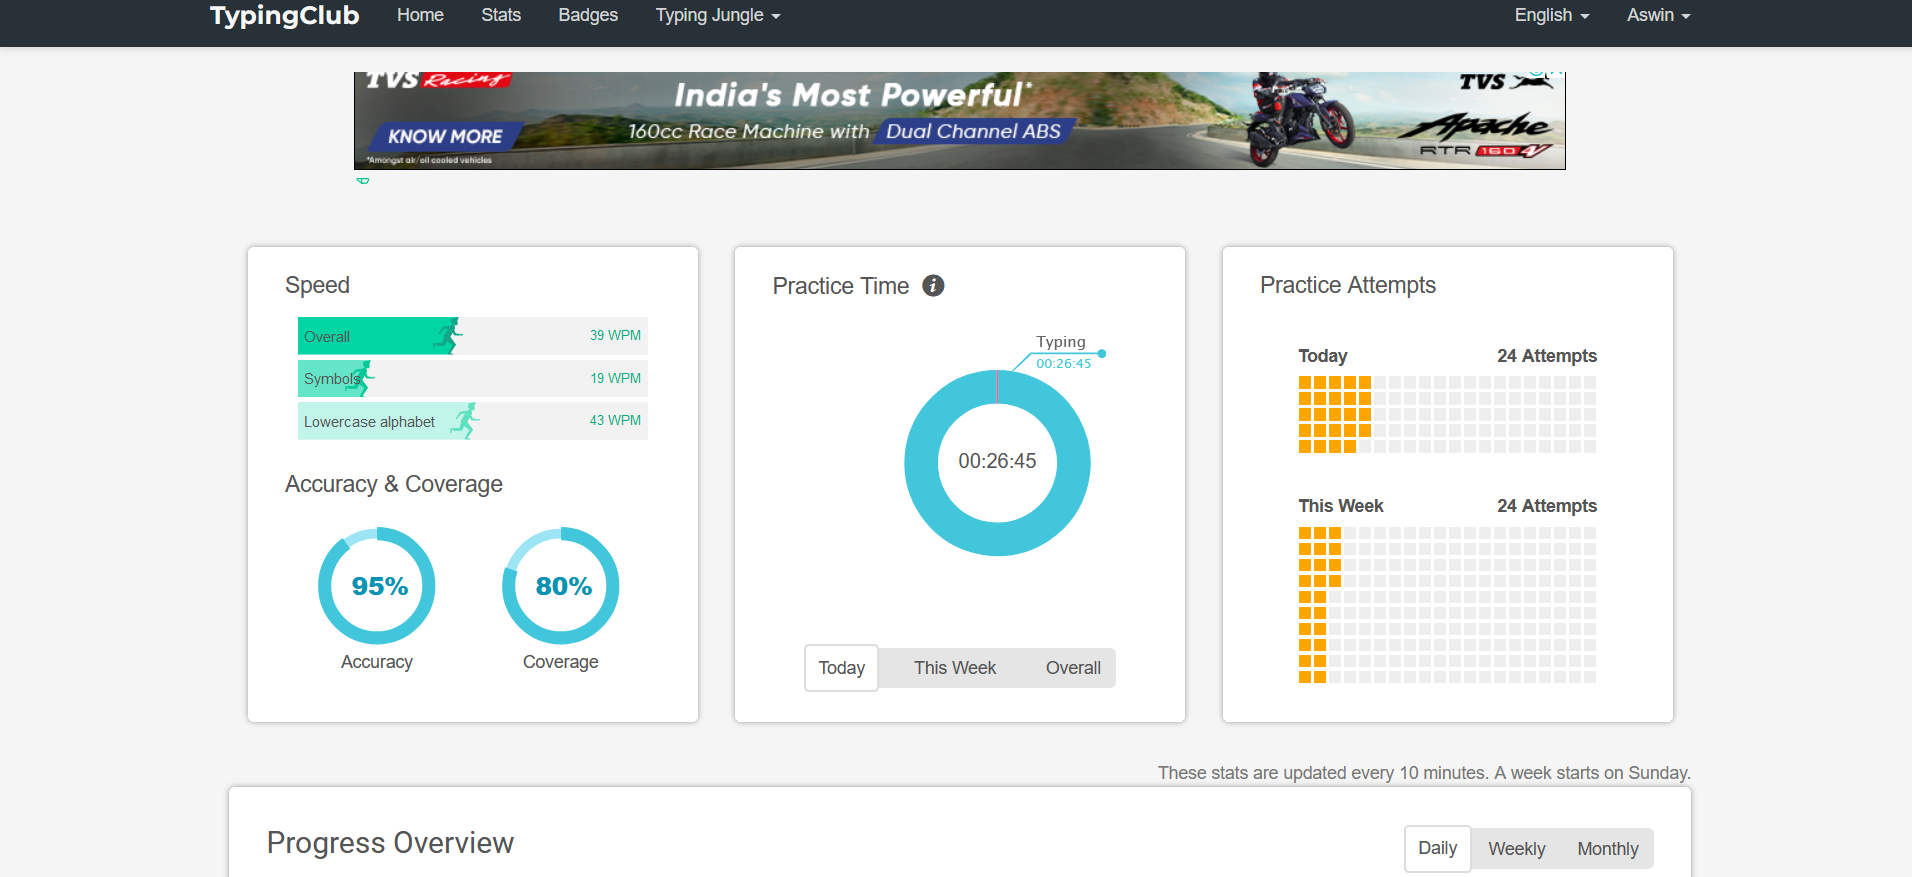 TypingClub Home Stats Badges Typing Jungle English Aswin
TVS Racing
India's Most Powerful*
160cc Race Machine with Dual Channel ABS
KNOW MORE
*Amongst air/oil cooled vehicles
TVS
Apache
RTR 160 4V
Speed
Overall 39 WPM
Symbols 19 WPM
Lowercase alphabet 43 WPM
Accuracy & Coverage
95% 80%
Accuracy Coverage
Practice Time i
Typing
00:26:45
00:26:45
Today This Week Overall
Practice Attempts
Today 24 Attempts
This Week 24 Attempts
These stats are updated every 10 minutes. A week starts on Sunday.
Progress Overview
Daily Weekly Monthly